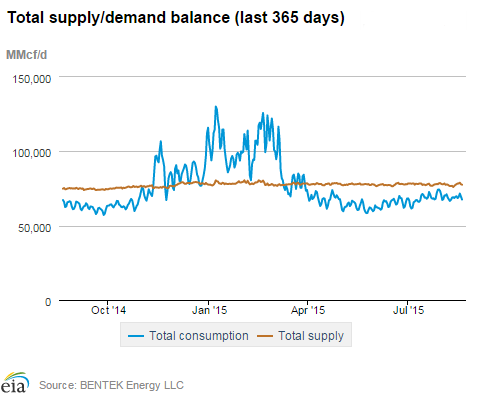 Total supply/demand balance (last 365 days)
MMcf/d
150,000
100,000
50,000
0
Oct '14 Jan '15 Apr '15 Jul '15
Total consumption Total supply
eia Source: BENTEK Energy LLC